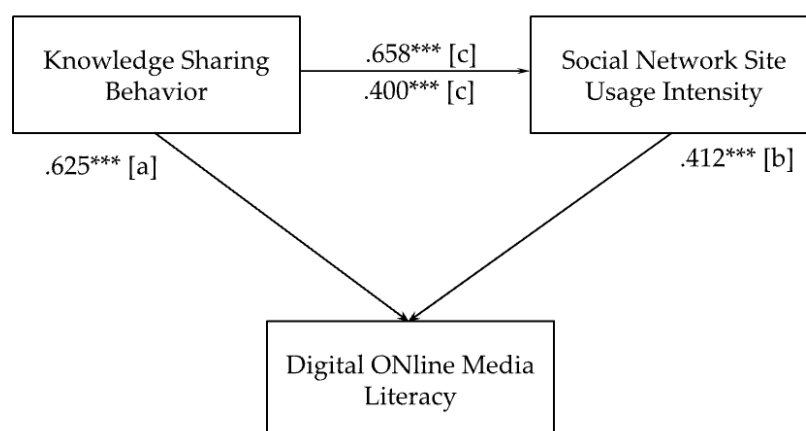 Knowledge Sharing
Behavior
.658*** [c]
.400*** [c]
Social Network Site
Usage Intensity
.625*** [a]
.412*** [b]
Digital ONline Media
Literacy